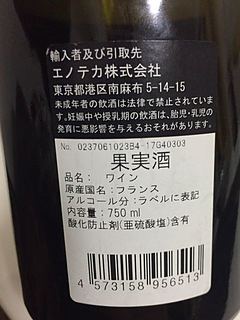 輸入者及び引取先
エノテカ株式会社
東京都港区南麻布 5-14-15
未成年者の飲酒は法律で禁止されています。
妊娠中や授乳期の飲酒は、胎児・乳児の
発育に悪影響を与えるおそれがあります。
No. 0237061023B4-17G40303
果実酒
品名： ワイン
原産国名：フランス
アルコール分：ラベルに表記
内容量：750 ml
酸化防止剤(亜硫酸塩)含有
4 573158 956513